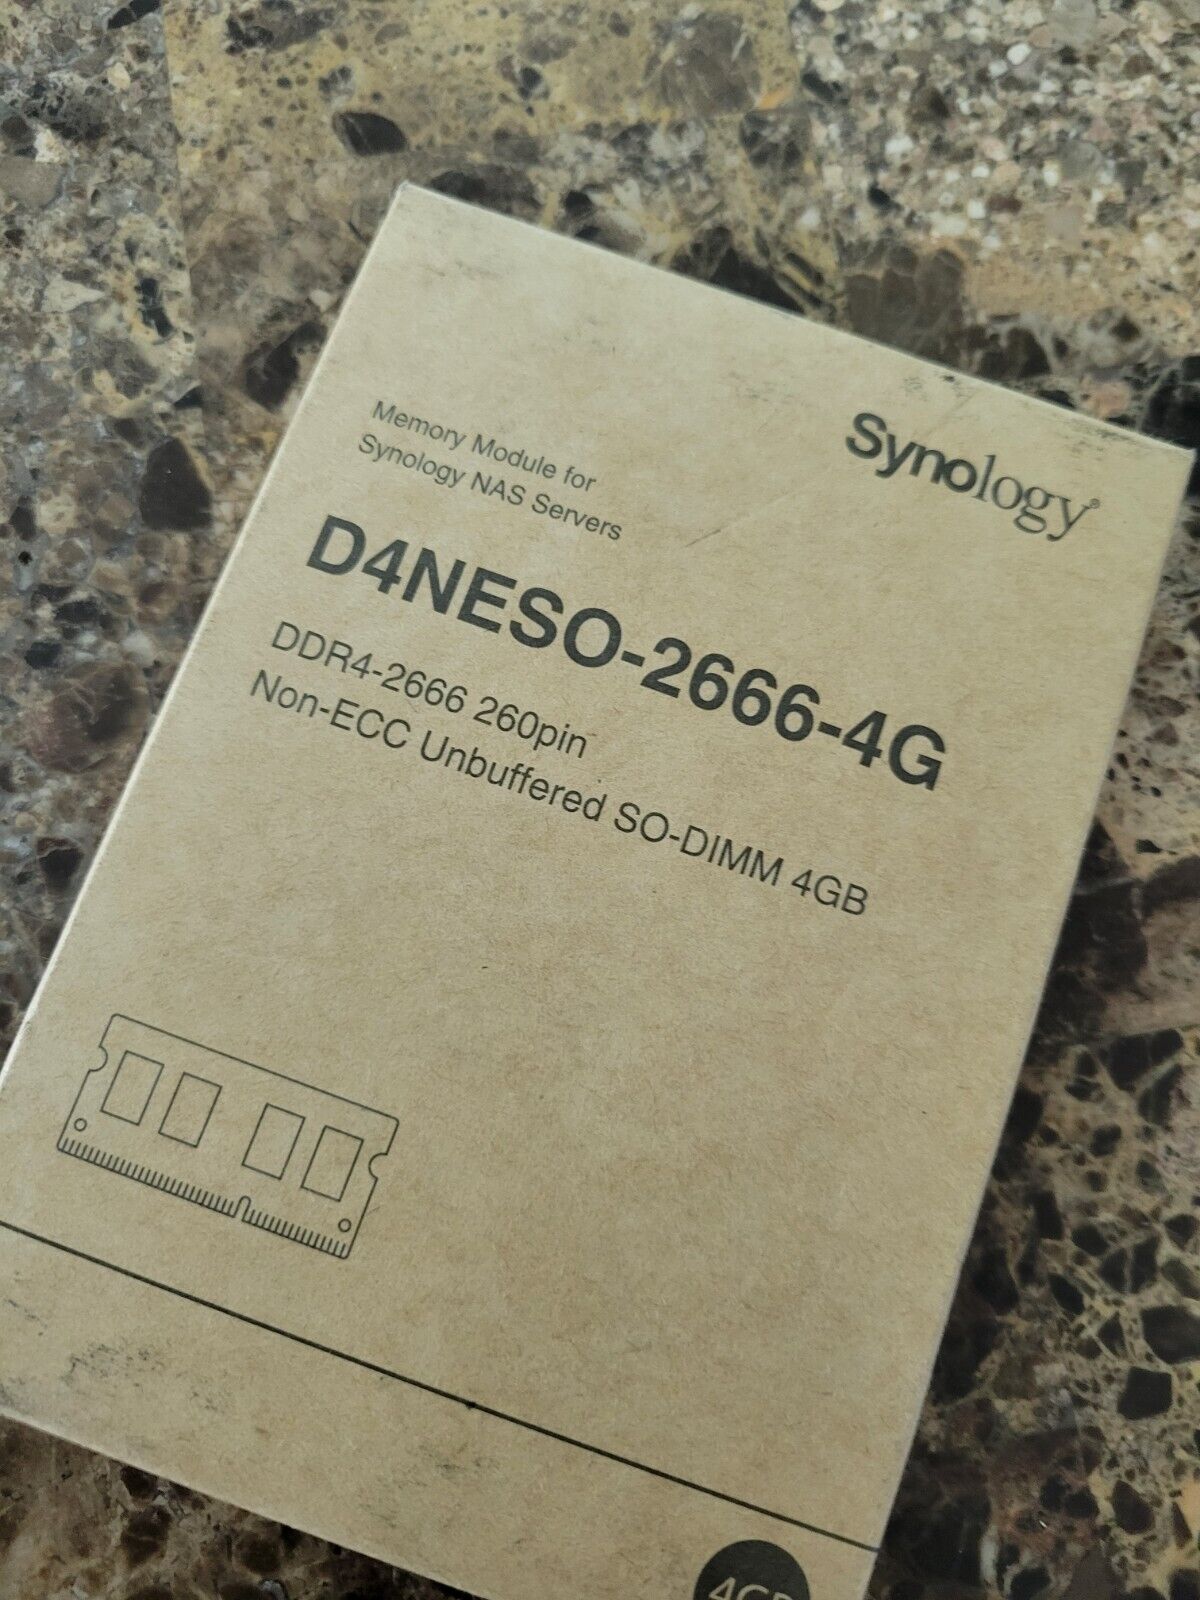 Synology®
Memory Module for
Synology NAS Servers
D4NESO-2666-4G
DDR4-2666 260pin
Non-ECC Unbuffered SO-DIMM 4GB
4GB